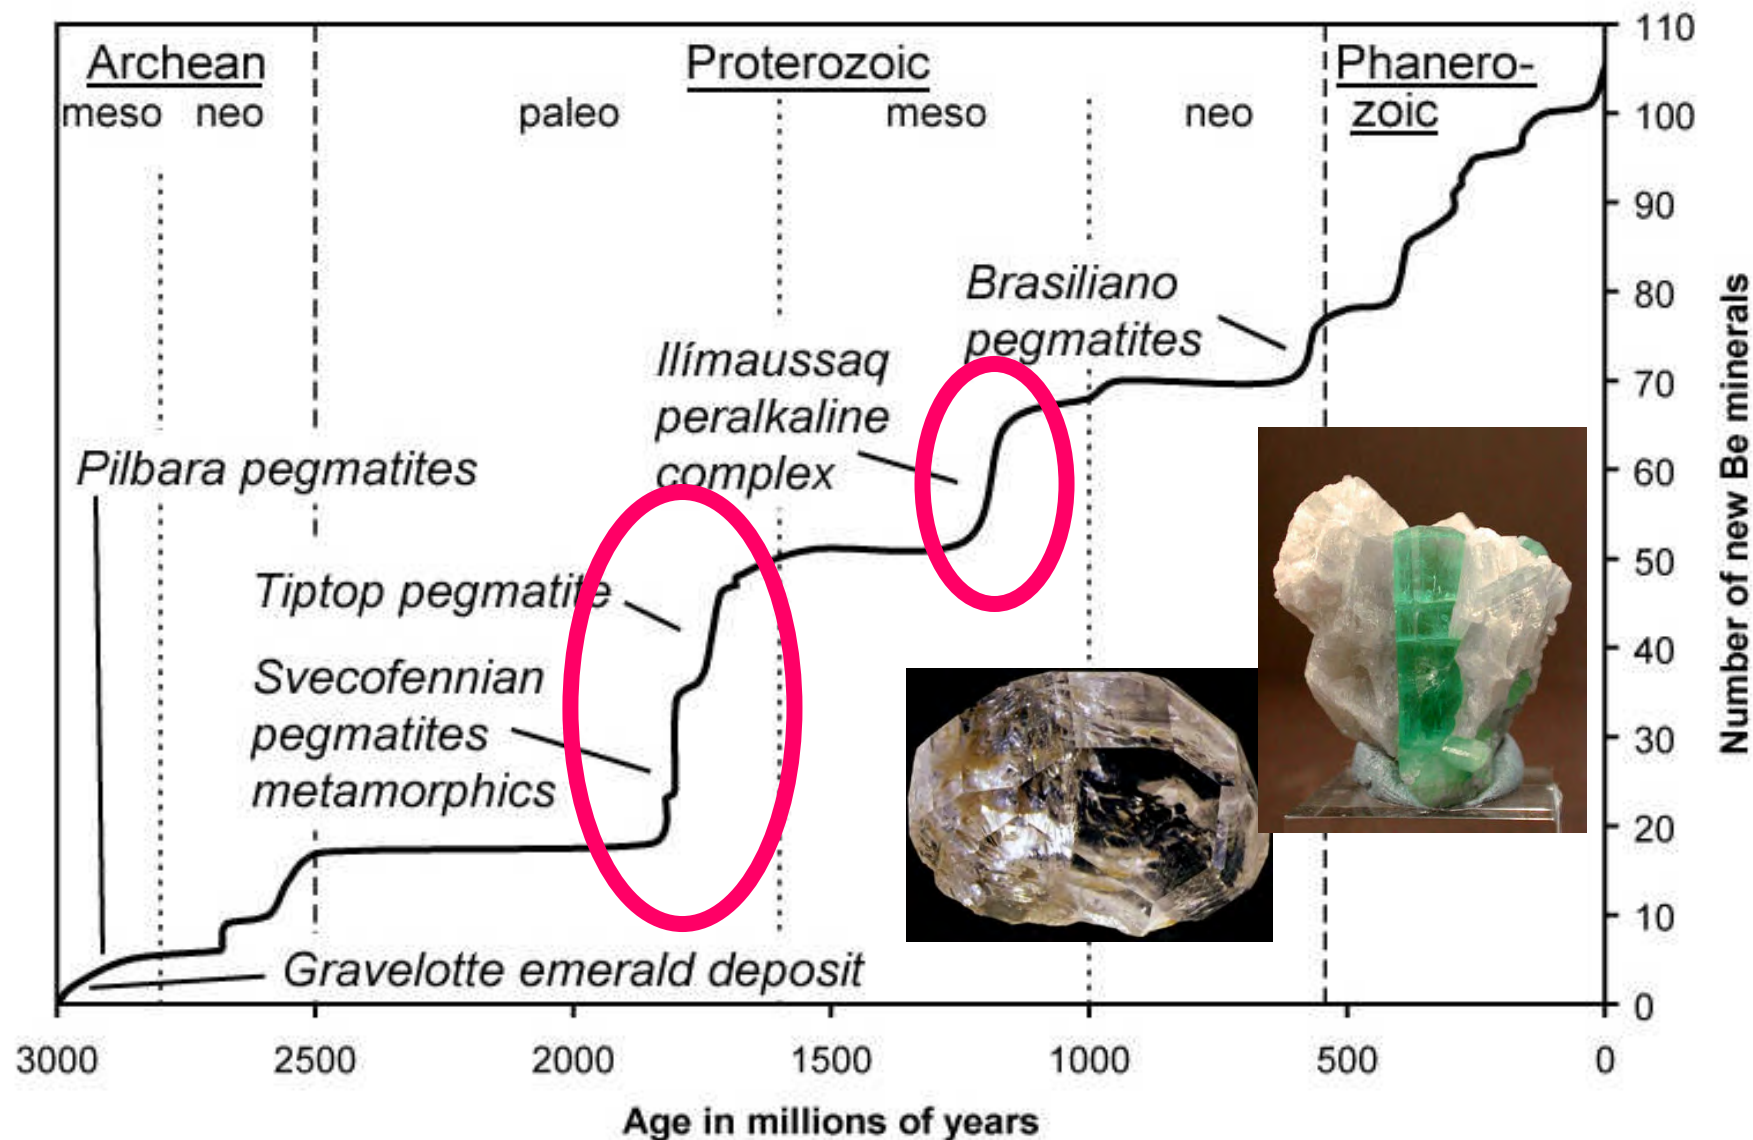 Archean
Proterozoic
Phanero-
zoic
meso
neo
paleo
meso
neo
Brasiliano
pegmatites
Ilímaussaq
peralkaline
complex
Pilbara pegmatites
Tiptop pegmatite
Svecofennian
pegmatites
metamorphics
Gravelotte emerald deposit
110
100
90
80
70
60
50
40
30
20
10
0
Number of new Be minerals
3000
2500
2000
1500
1000
500
0
Age in millions of years